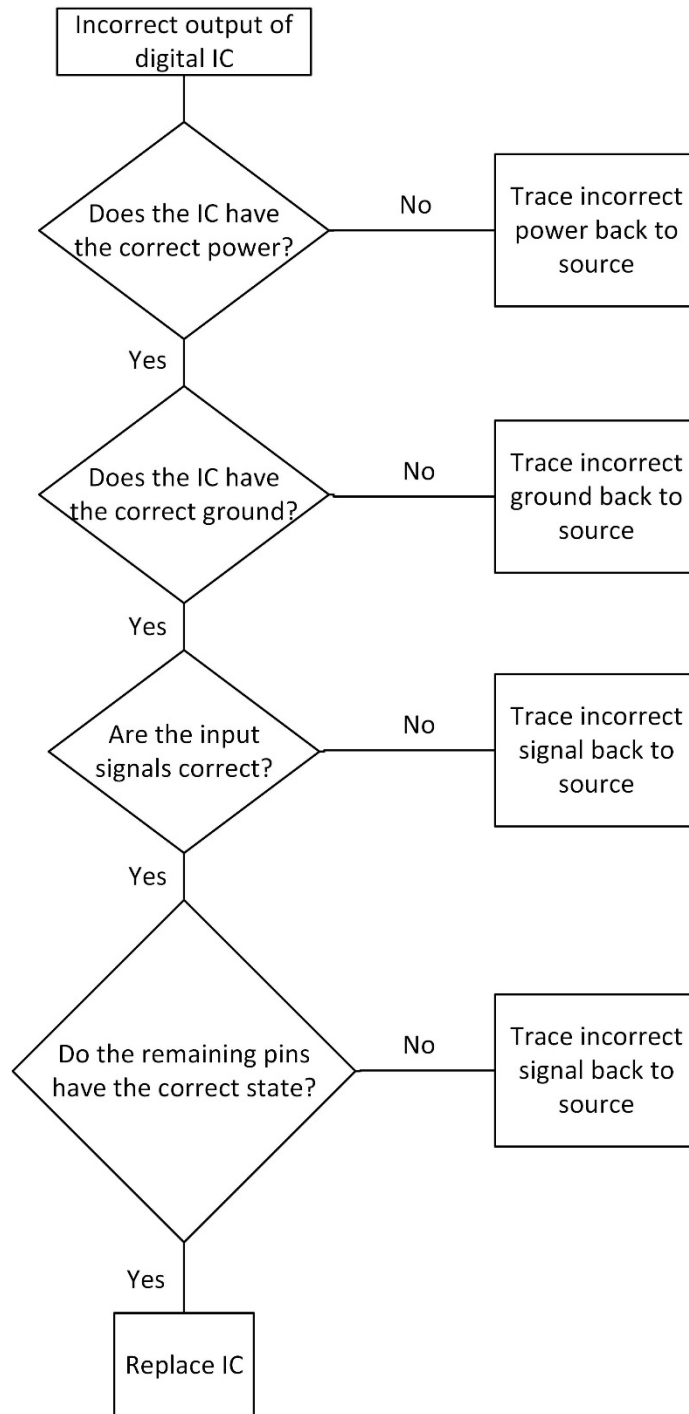 Incorrect output of
digital IC
Does the IC have
the correct power?
No
Trace incorrect
power back to
source
Yes
Does the IC have
the correct ground?
No
Trace incorrect
ground back to
source
Yes
Are the input
signals correct?
No
Trace incorrect
signal back to
source
Yes
Do the remaining pins
have the correct state?
No
Trace incorrect
signal back to
source
Yes
Replace IC